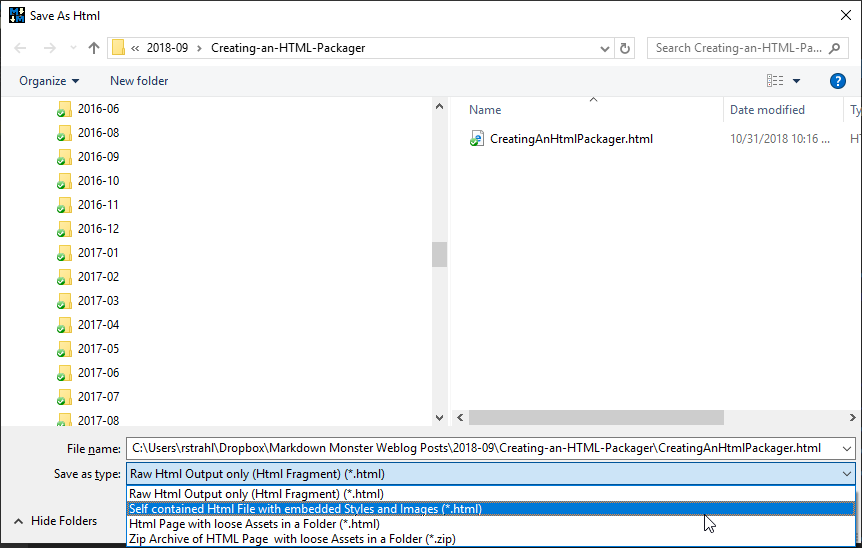 Save As Html
« 2018-09 › Creating-an-HTML-Packager
Search Creating-an-HTML-Pa...
Organize
New folder
?
2016-06
2016-08
2016-09
2016-10
2016-11
2016-12
2017-01
2017-02
2017-03
2017-04
2017-05
2017-06
2017-07
2017-08
Name Date modified Ty
CreatingAnHtmlPackager.html 10/31/2018 10:16 ... HT
File name: C:\Users\rstrahl\Dropbox\Markdown Monster Weblog Posts\2018-09\Creating-an-HTML-Packager\CreatingAnHtmlPackager.html
Save as type: Raw Html Output only (Html Fragment) (*.html)
Raw Html Output only (Html Fragment) (*.html)
Self contained Html File with embedded Styles and Images (*.html)
Html Page with loose Assets in a Folder (*.html)
Zip Archive of HTML Page  with loose Assets in a Folder (*.zip)
Hide Folders